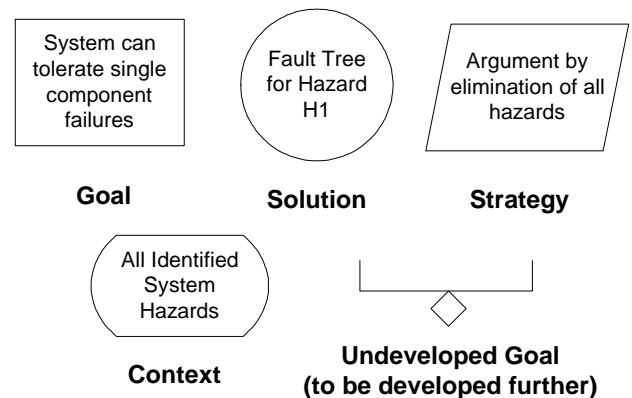 System can
tolerate single
component
failures
Goal
Fault Tree
for Hazard
H1
Solution
Argument by
elimination of all
hazards
Strategy
All Identified
System
Hazards
Context
Undeveloped Goal
(to be developed further)